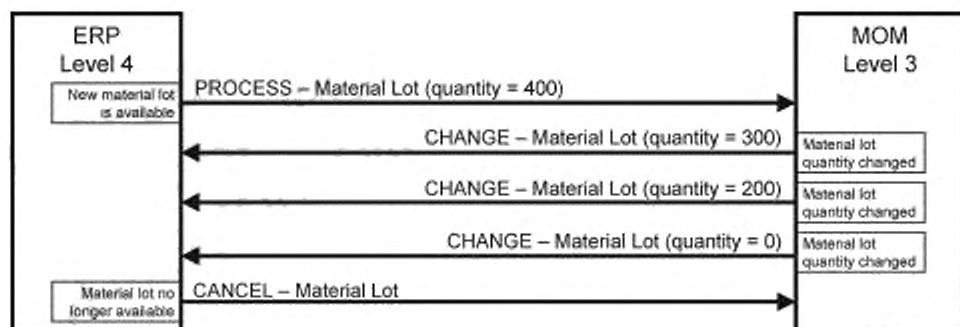 ERP
Level 4
MOM
Level 3
New material lot
is available
PROCESS – Material Lot (quantity = 400)
CHANGE – Material Lot (quantity = 300)
Material lot
quantity changed
CHANGE – Material Lot (quantity = 200)
Material lot
quantity changed
CHANGE – Material Lot (quantity = 0)
Material lot
quantity changed
Material lot no
longer available
CANCEL – Material Lot